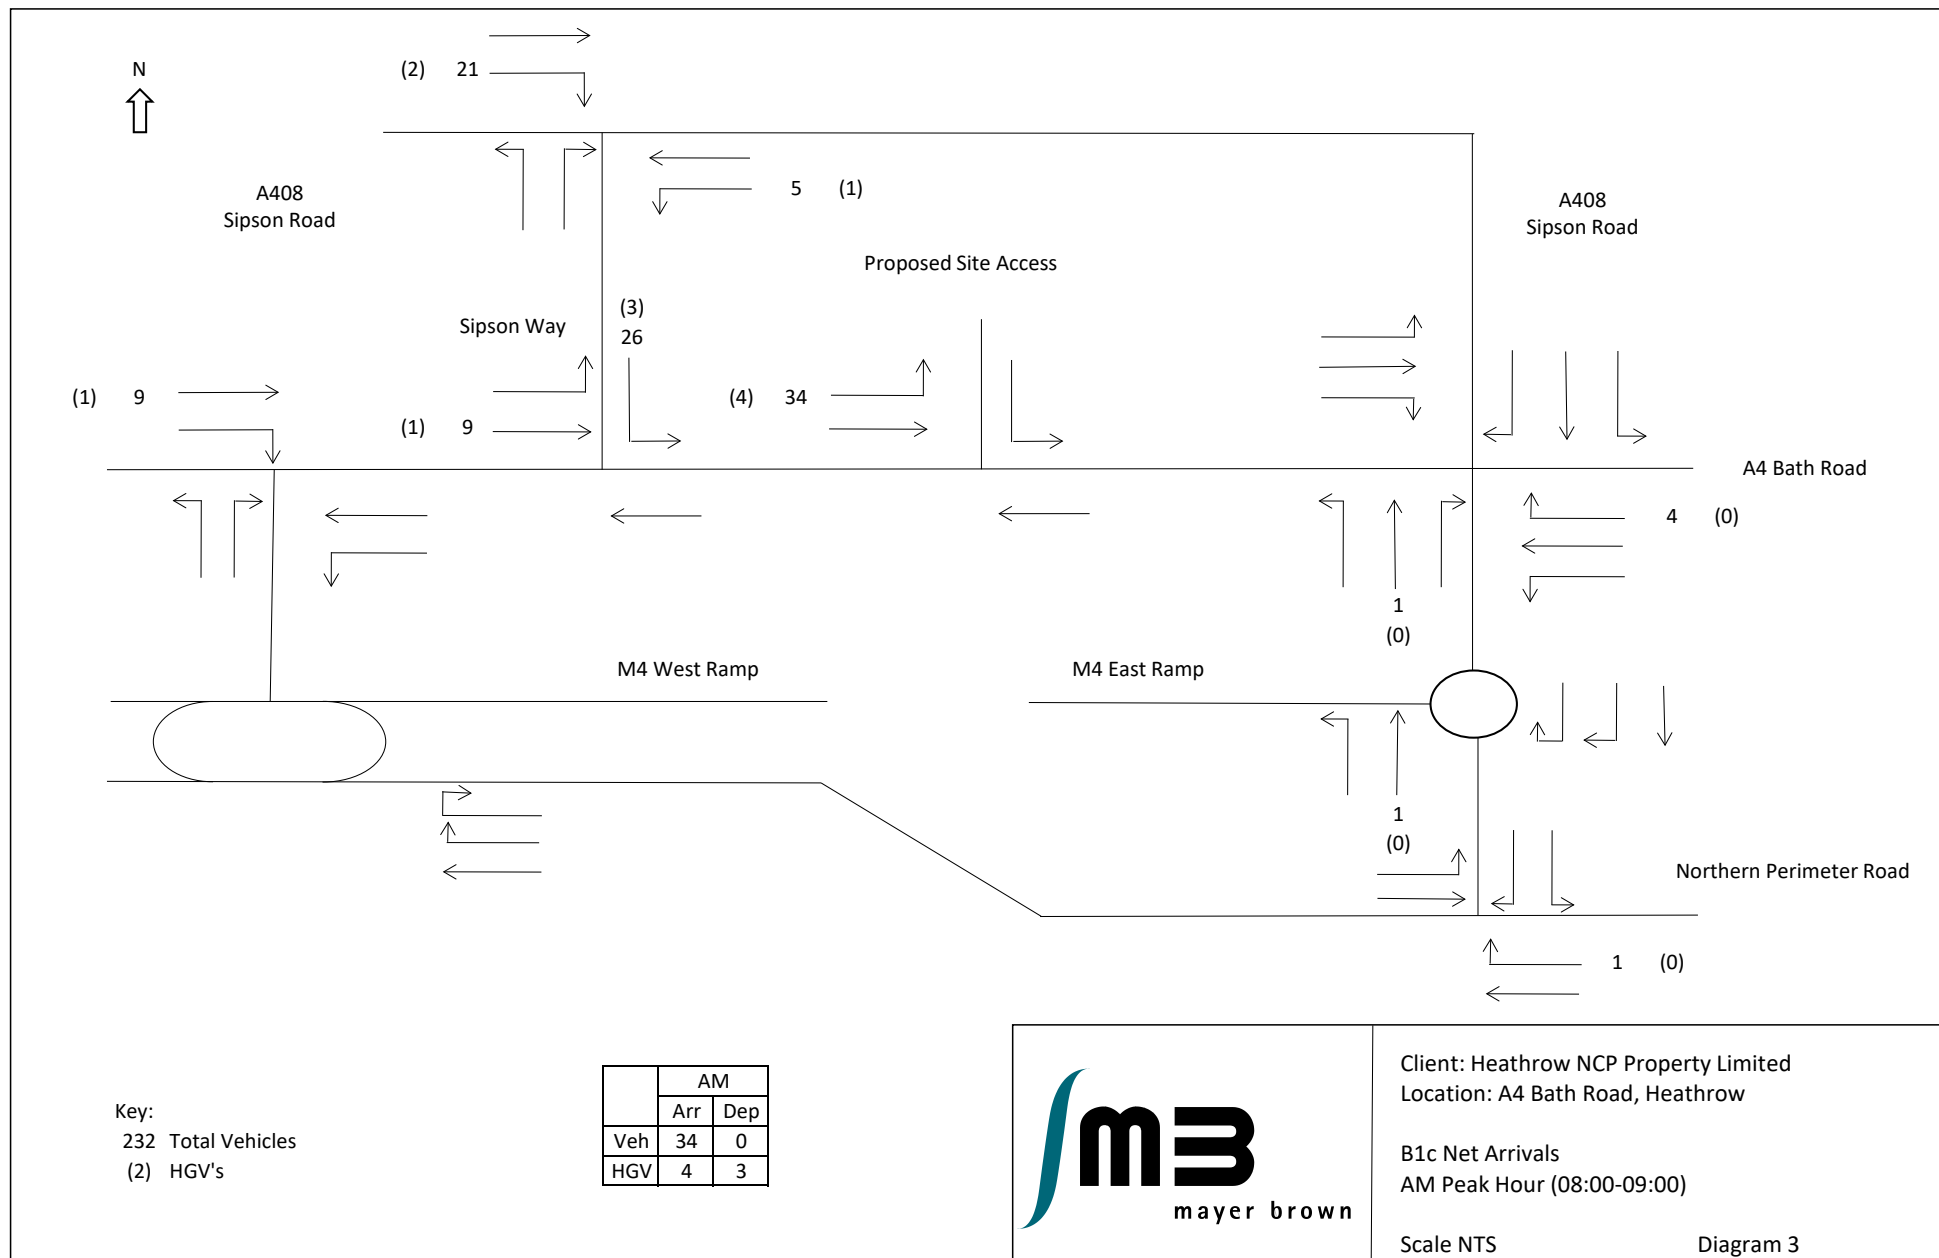 N
(2) 21
A408
Sipson Road
5 (1)
A408
Sipson Road
Proposed Site Access
(3)
26
Sipson Way
(1) 9
(1) 9
(4) 34
A4 Bath Road
4 (0)
1
(0)
M4 West Ramp
M4 East Ramp
1
(0)
Northern Perimeter Road
1 (0)
Key:
232 Total Vehicles
(2) HGV's
AM
Arr Dep
Veh 34 0
HGV 4 3
m3
mayer brown
Client: Heathrow NCP Property Limited
Location: A4 Bath Road, Heathrow
B1c Net Arrivals
AM Peak Hour (08:00-09:00)
Scale NTS Diagram 3